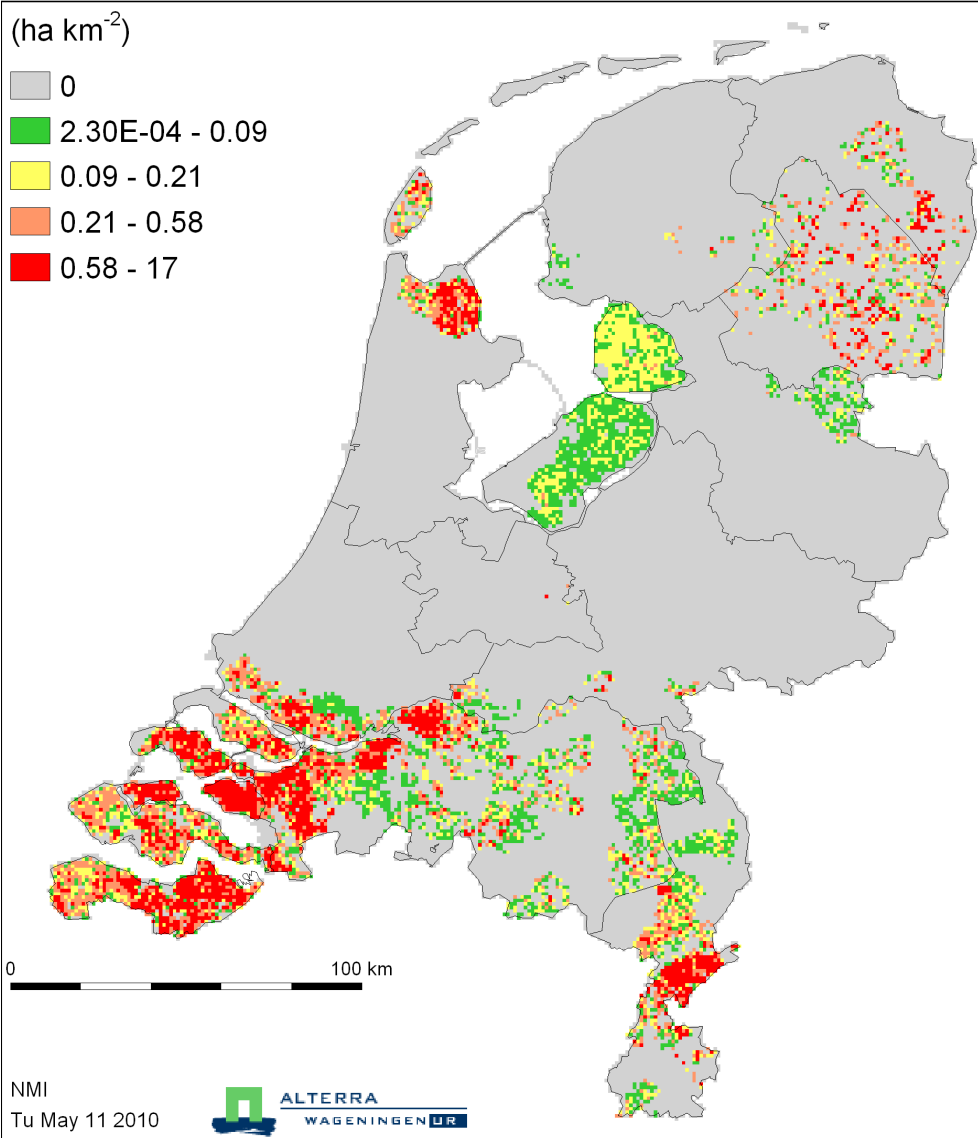 (ha km-2)
0
2.30E-04 - 0.09
0.09 - 0.21
0.21 - 0.58
0.58 - 17
0 100 km
NMI
Tu May 11 2010
ALTERRA
WAGENINGEN UR